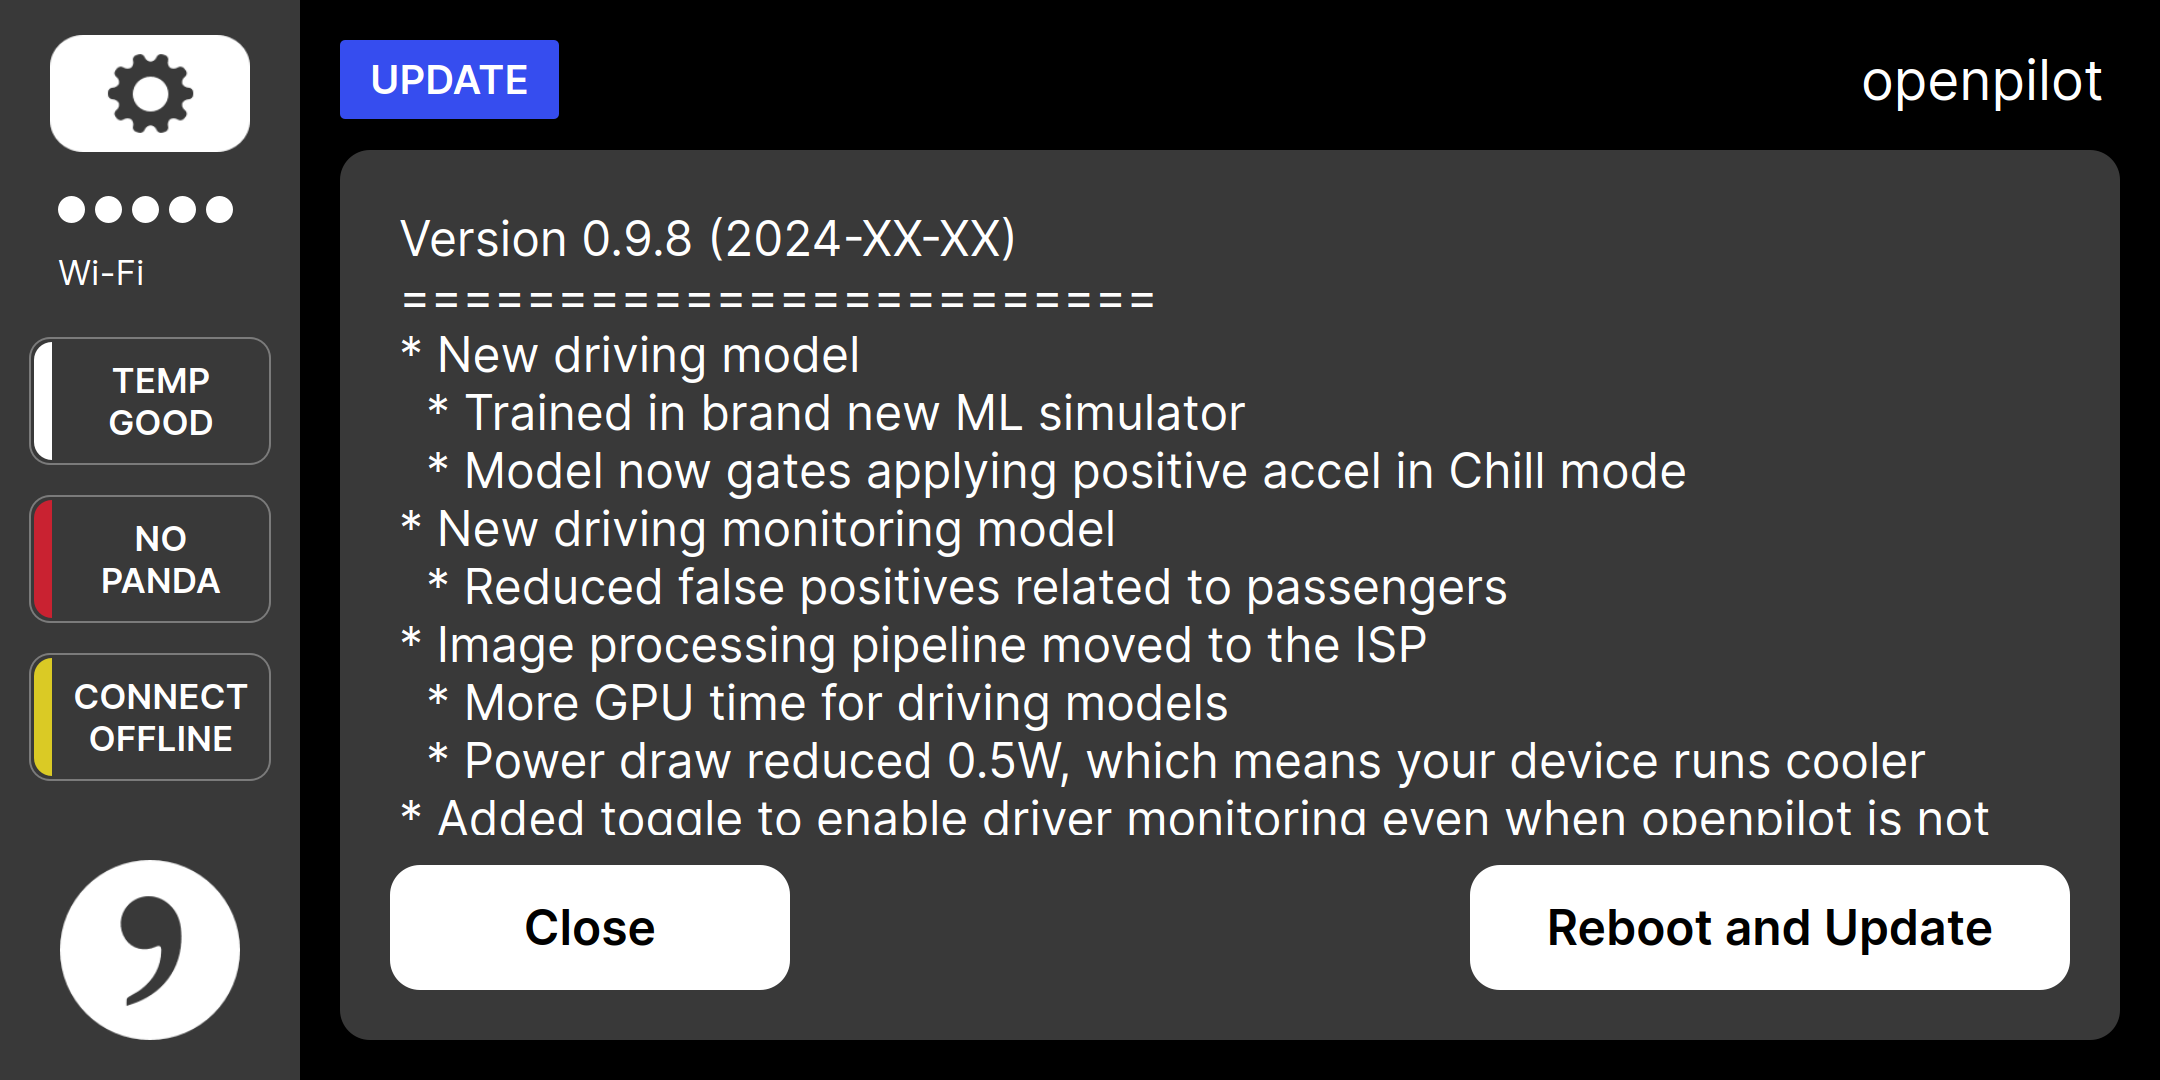 UPDATE
openpilot
Wi-Fi
TEMP
GOOD
NO
PANDA
CONNECT
OFFLINE
Version 0.9.8 (2024-XX-XX)
========================
* New driving model
  * Trained in brand new ML simulator
  * Model now gates applying positive accel in Chill mode
* New driving monitoring model
  * Reduced false positives related to passengers
* Image processing pipeline moved to the ISP
  * More GPU time for driving models
  * Power draw reduced 0.5W, which means your device runs cooler
* Added toggle to enable driver monitoring even when openpilot is not
Close
Reboot and Update